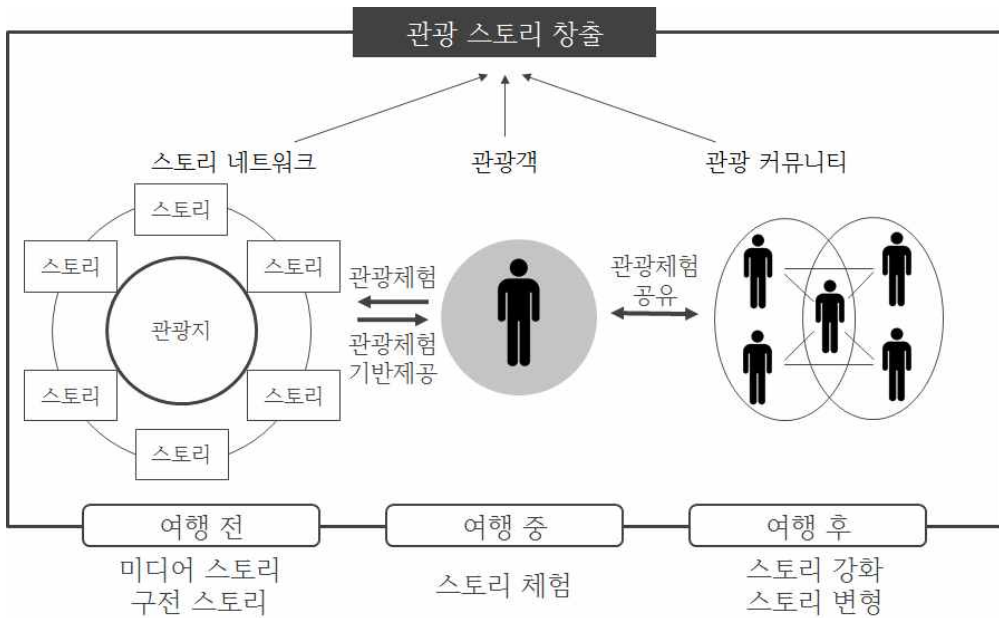 관광 스토리 창출
스토리 네트워크
관광객
관광 커뮤니티
스토리
스토리
스토리
관광지
스토리
스토리
스토리
관광체험
관광체험
기반제공
관광체험
공유
여행 전
여행 중
여행 후
미디어 스토리
구전 스토리
스토리 체험
스토리 강화
스토리 변형